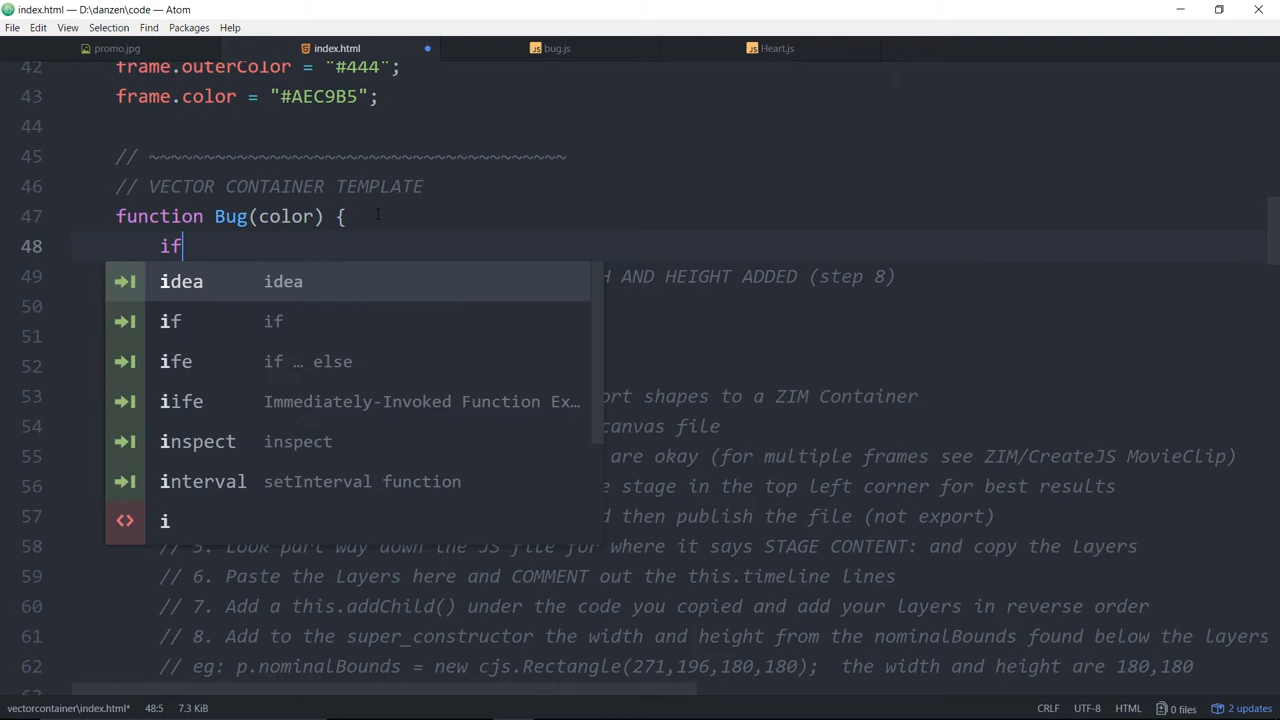 index.html — D:\danzen\code — Atom
File Edit View Selection Find Packages Help
promo.jpg index.html bug.js Heart.js
42 frame.outerColor = "#444";
43 frame.color = "#AEC9B5";
44
45 // ~~~~~~~~~~~~~~~~~~~~~~~~~~~~~~~~~~~~~~
46 // VECTOR CONTAINER TEMPLATE
47 function Bug(color) {
48 if
49 H AND HEIGHT ADDED (step 8)
idea idea
50
if if
51
52
ife if … else
53 ort shapes to a ZIM Container
iife Immediately-Invoked Function Ex…
54 canvas file
inspect inspect
55 are okay (for multiple frames see ZIM/CreateJS MovieClip)
interval setInterval function
56 e stage in the top left corner for best results
57 d then publish the file (not export)
i
58 // 5. Look part way down the JS file for where it says STAGE CONTENT: and copy the Layers
59 // 6. Paste the Layers here and COMMENT out the this.timeline lines
60 // 7. Add a this.addChild() under the code you copied and add your layers in reverse order
61 // 8. Add to the super_constructor the width and height from the nominalBounds found below the layers
62 // eg: p.nominalBounds = new cjs.Rectangle(271,196,180,180); the width and height are 180,180
vectorcontainer\index.html* 48:5 7.3 KiB CRLF UTF-8 HTML 0 files 2 updates